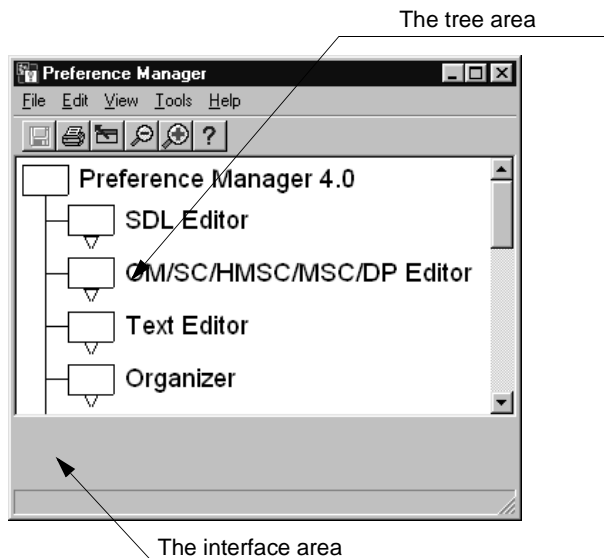 The tree area
Preference Manager
File Edit View Tools Help
?
Preference Manager 4.0
SDL Editor
OM/SC/HMSC/MSC/DP Editor
Text Editor
Organizer
The interface area